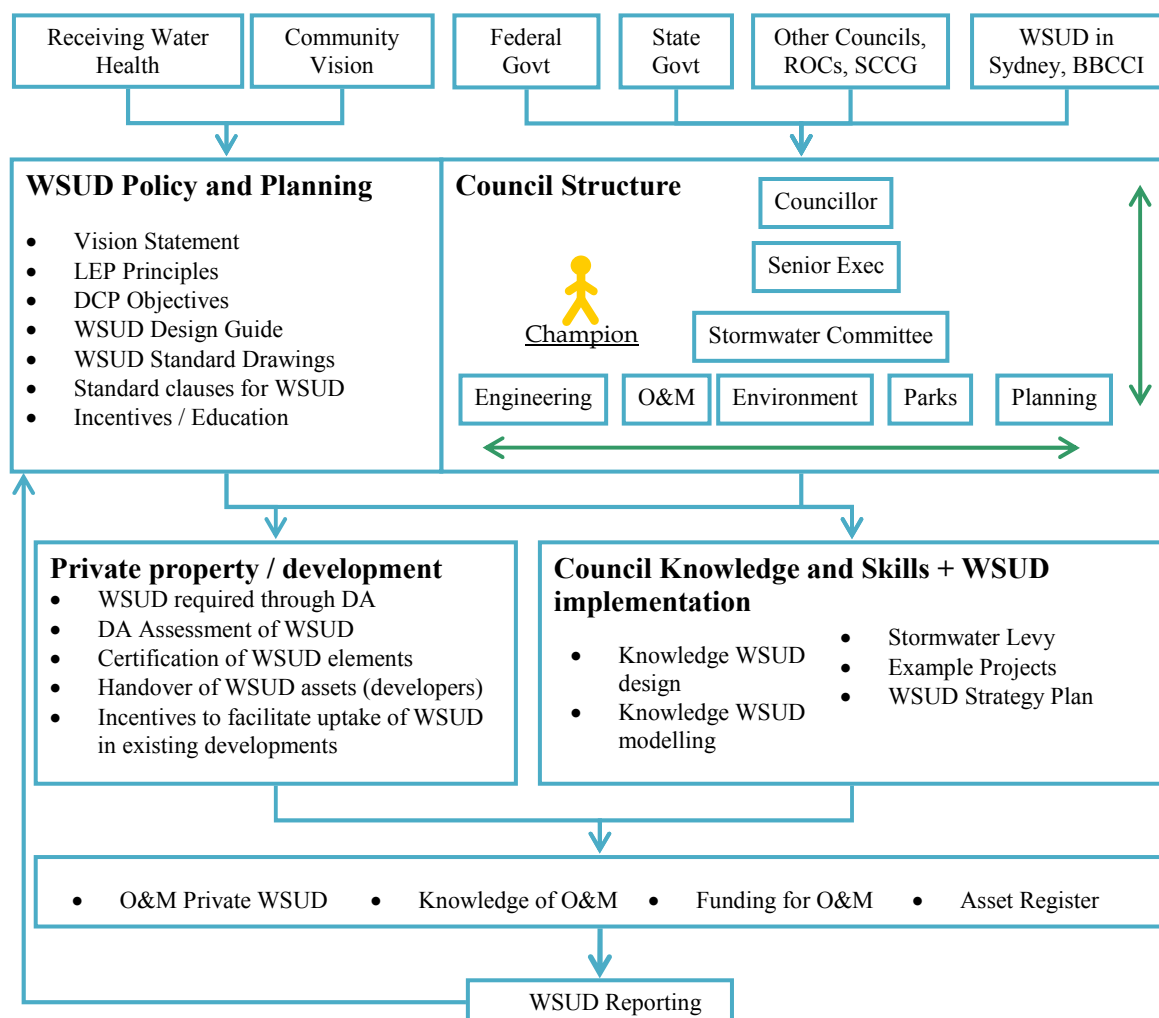 Receiving Water
Health
Community
Vision
Federal
Govt
State
Govt
Other Councils,
ROCs, SCCG
WSUD in
Sydney, BBCCI
WSUD Policy and Planning
• Vision Statement
• LEP Principles
• DCP Objectives
• WSUD Design Guide
• WSUD Standard Drawings
• Standard clauses for WSUD
• Incentives / Education
Council Structure
Councillor
Senior Exec
Champion
Stormwater Committee
Engineering
O&M
Environment
Parks
Planning
Private property / development
• WSUD required through DA
• DA Assessment of WSUD
• Certification of WSUD elements
• Handover of WSUD assets (developers)
• Incentives to facilitate uptake of WSUD
in existing developments
Council Knowledge and Skills + WSUD
implementation
• Knowledge WSUD
design
• Knowledge WSUD
modelling
• Stormwater Levy
• Example Projects
• WSUD Strategy Plan
• O&M Private WSUD
• Knowledge of O&M
• Funding for O&M
• Asset Register
WSUD Reporting